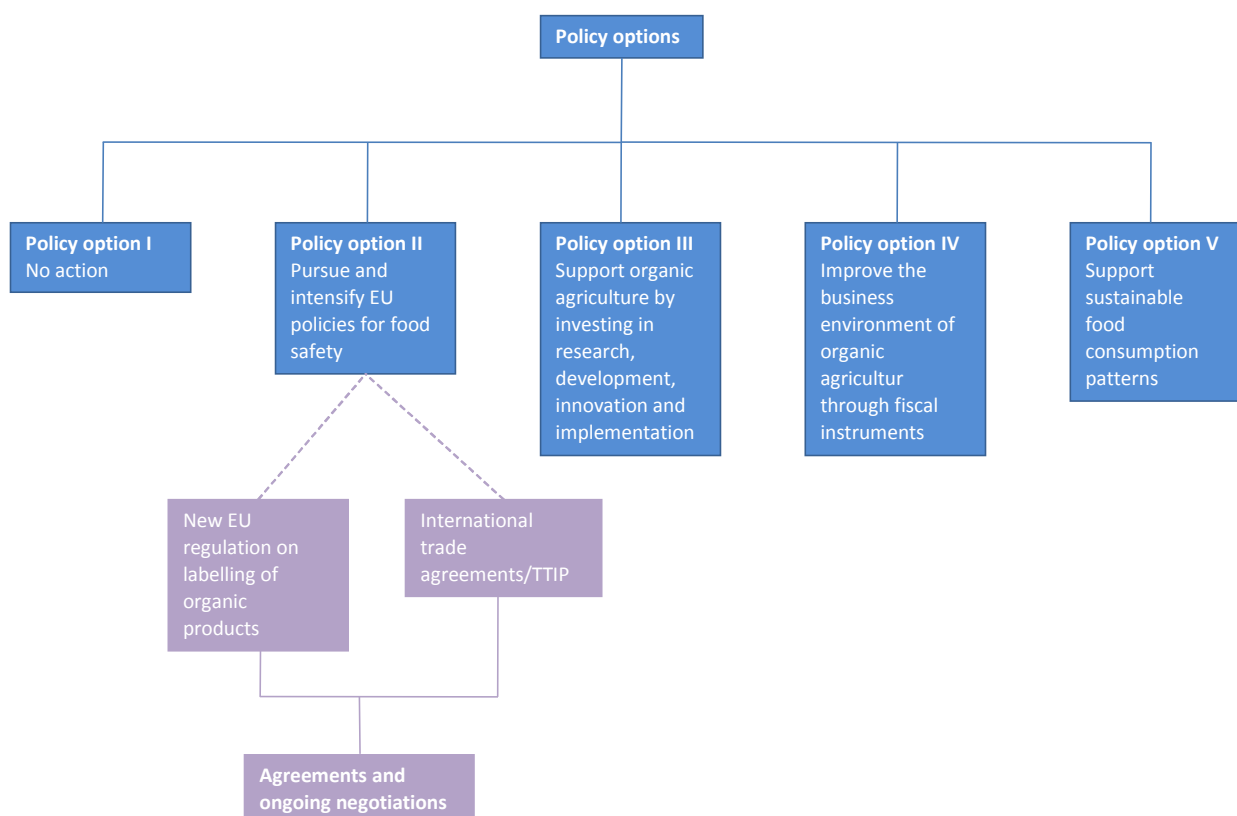 Policy options
Policy option I
No action
Policy option II
Pursue and
intensify EU
policies for food
safety
Policy option III
Support organic
agriculture by
investing in
research,
development,
innovation and
implementation
Policy option IV
Improve the
business
environment of
organic
agricultur
through fiscal
instruments
Policy option V
Support
sustainable
food
consumption
patterns
New EU
regulation on
labelling of
organic
products
International
trade
agreements/TTIP
Agreements and
ongoing negotiations